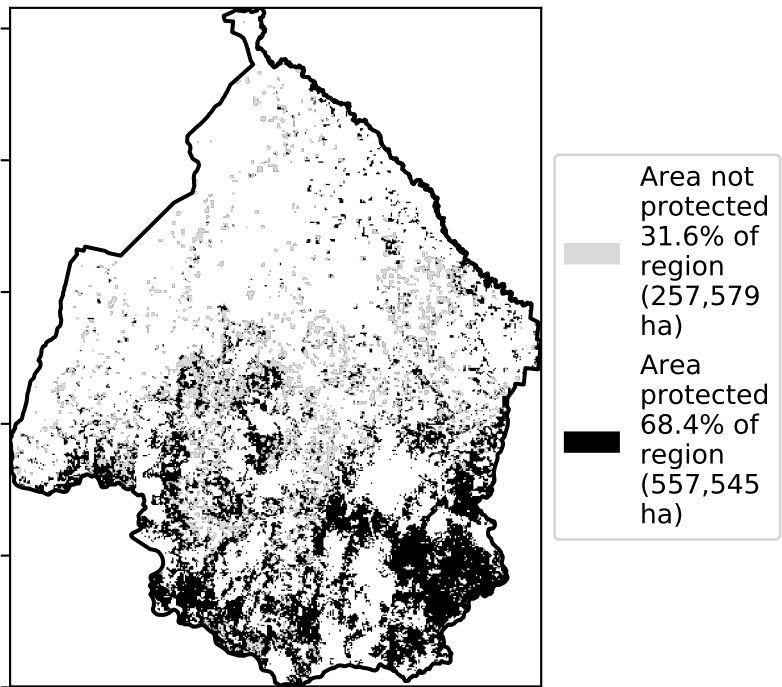 Area not
protected
31.6% of
region
(257,579
ha)
Area
protected
68.4% of
region
(557,545
ha)